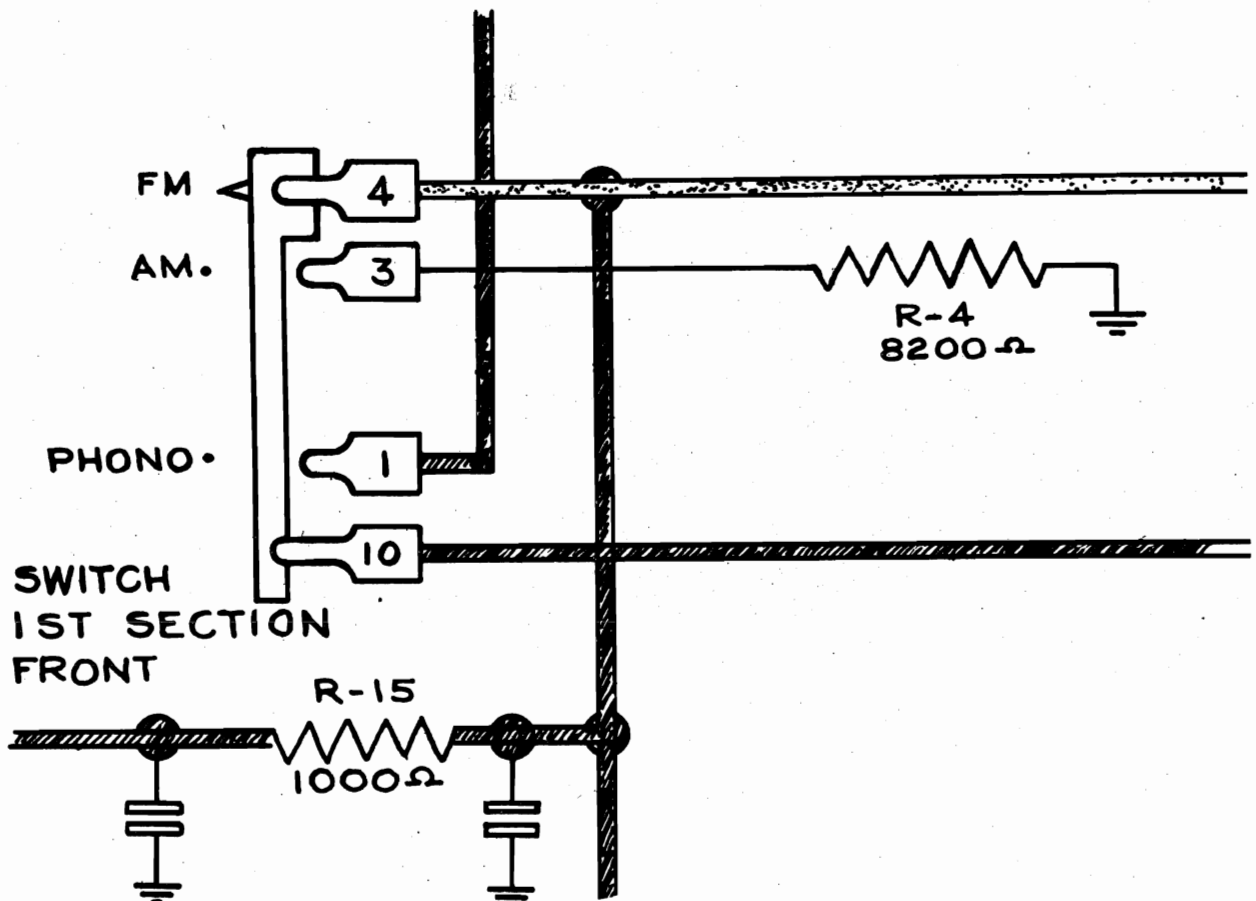 FM
4
AM.
3
R-4
8200Ω
PHONO.
1
10
SWITCH
1ST SECTION
FRONT
R-15
1000Ω